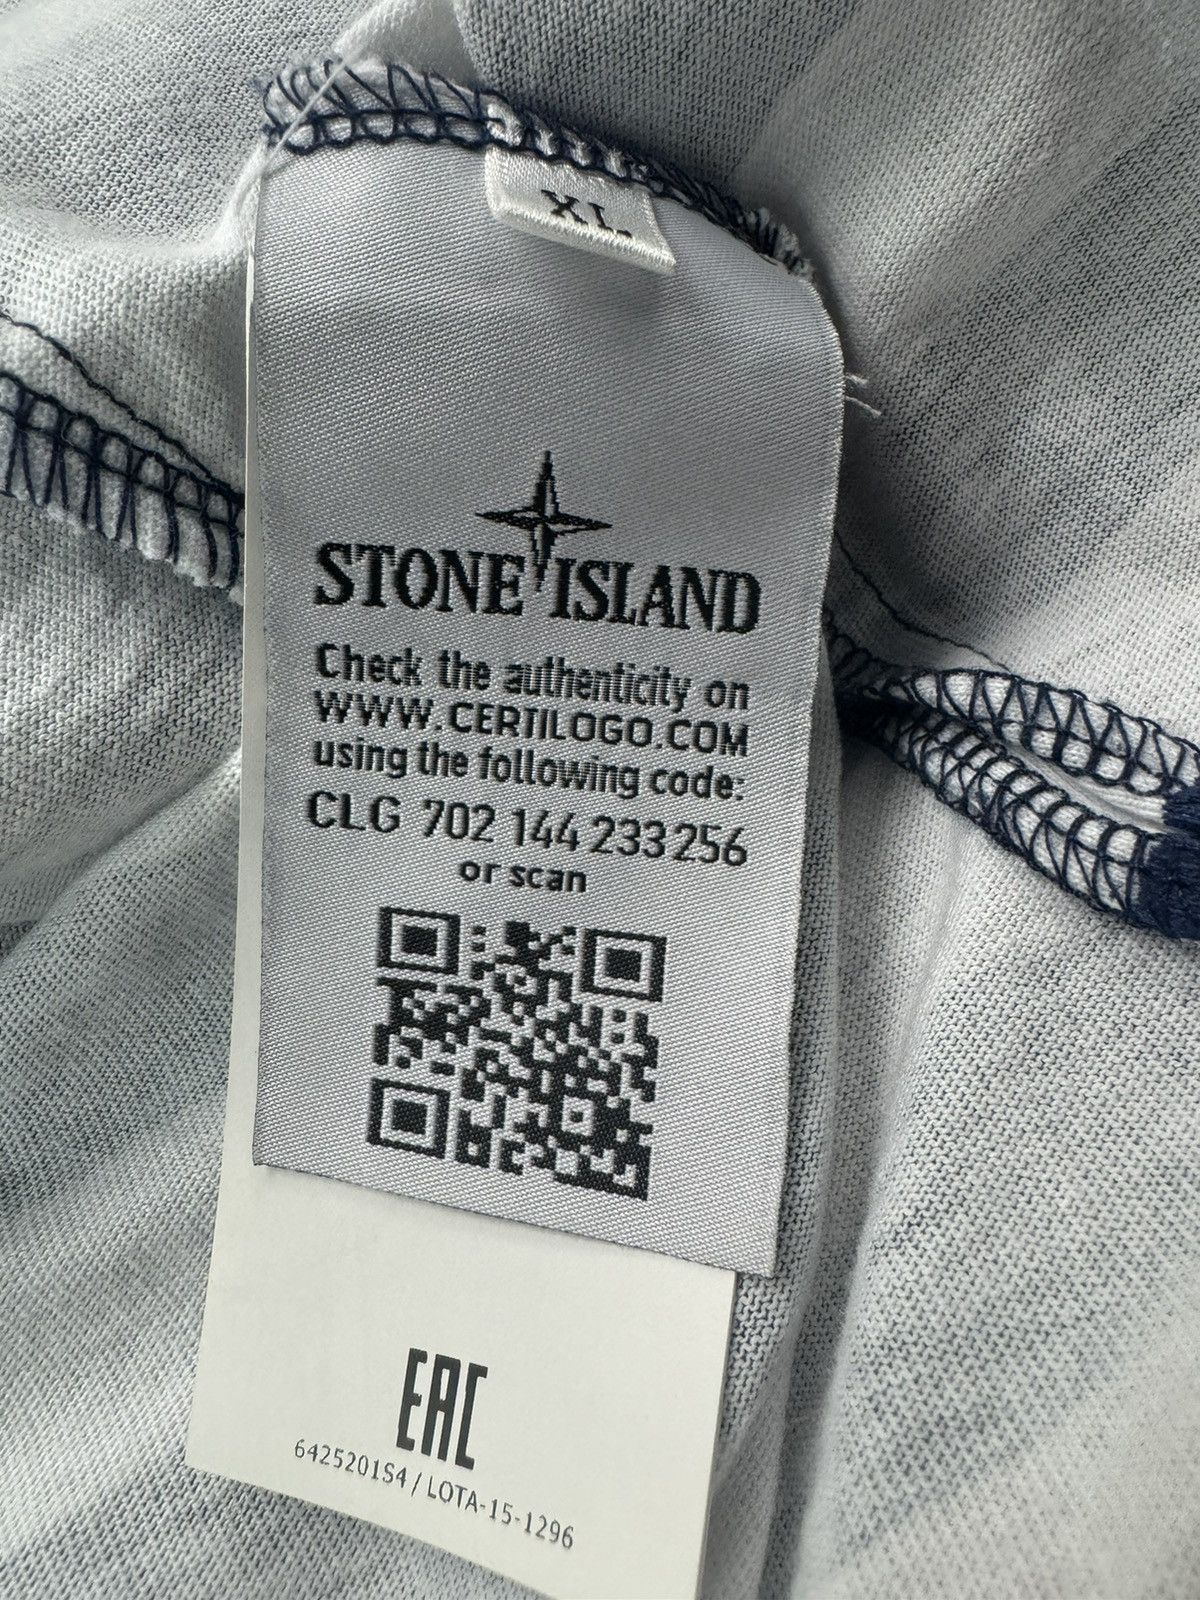 XL
STONE ISLAND
Check the authenticity on
WWW.CERTILOGO.COM
using the following code:
CLG 702 144 233 256
or scan
EAC
6425201S4 / LOTA-15-1296